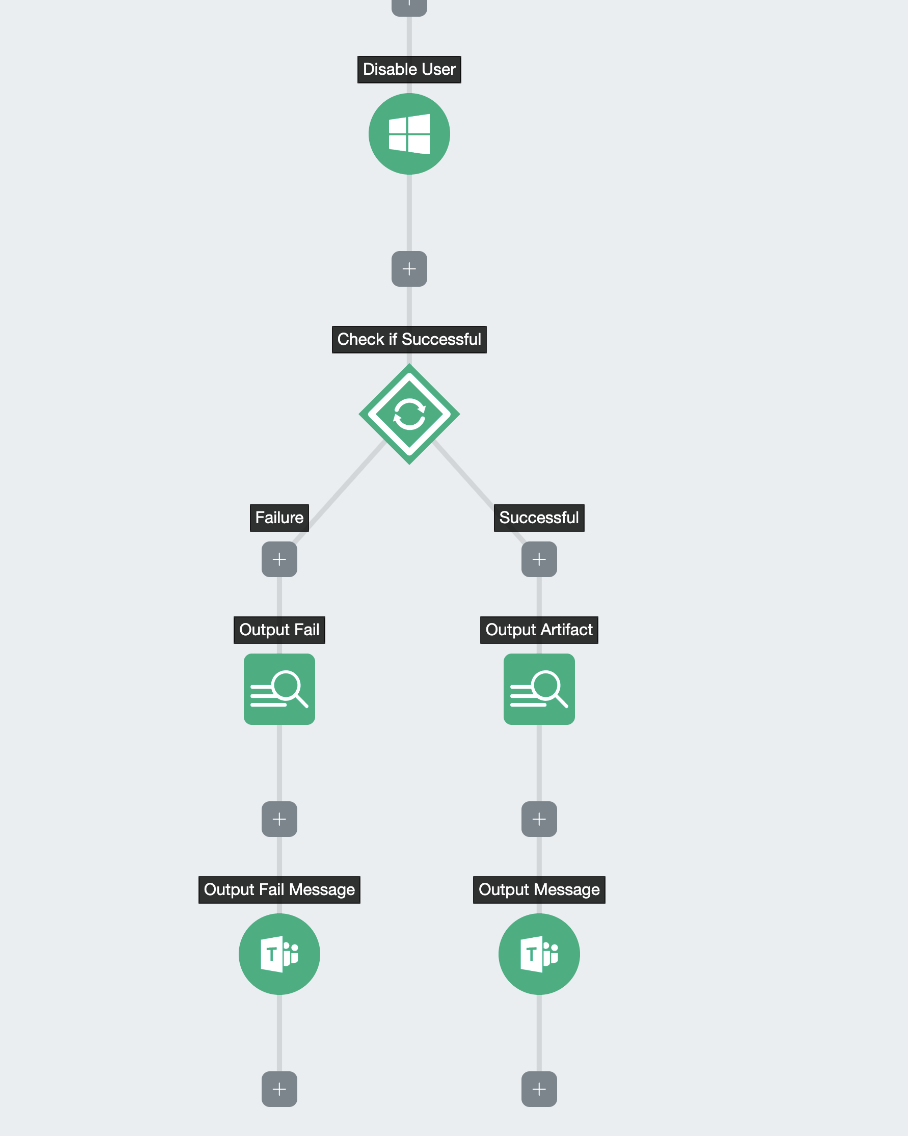 Disable User
Check if Successful
Failure
Successful
Output Fail
Output Artifact
Output Fail Message
Output Message
T
T